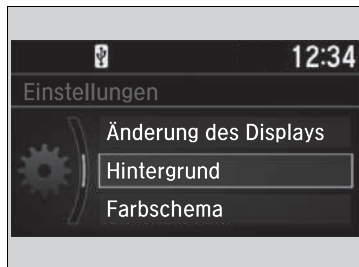 12:34
Einstellungen
Änderung des Displays
Hintergrund
Farbschema